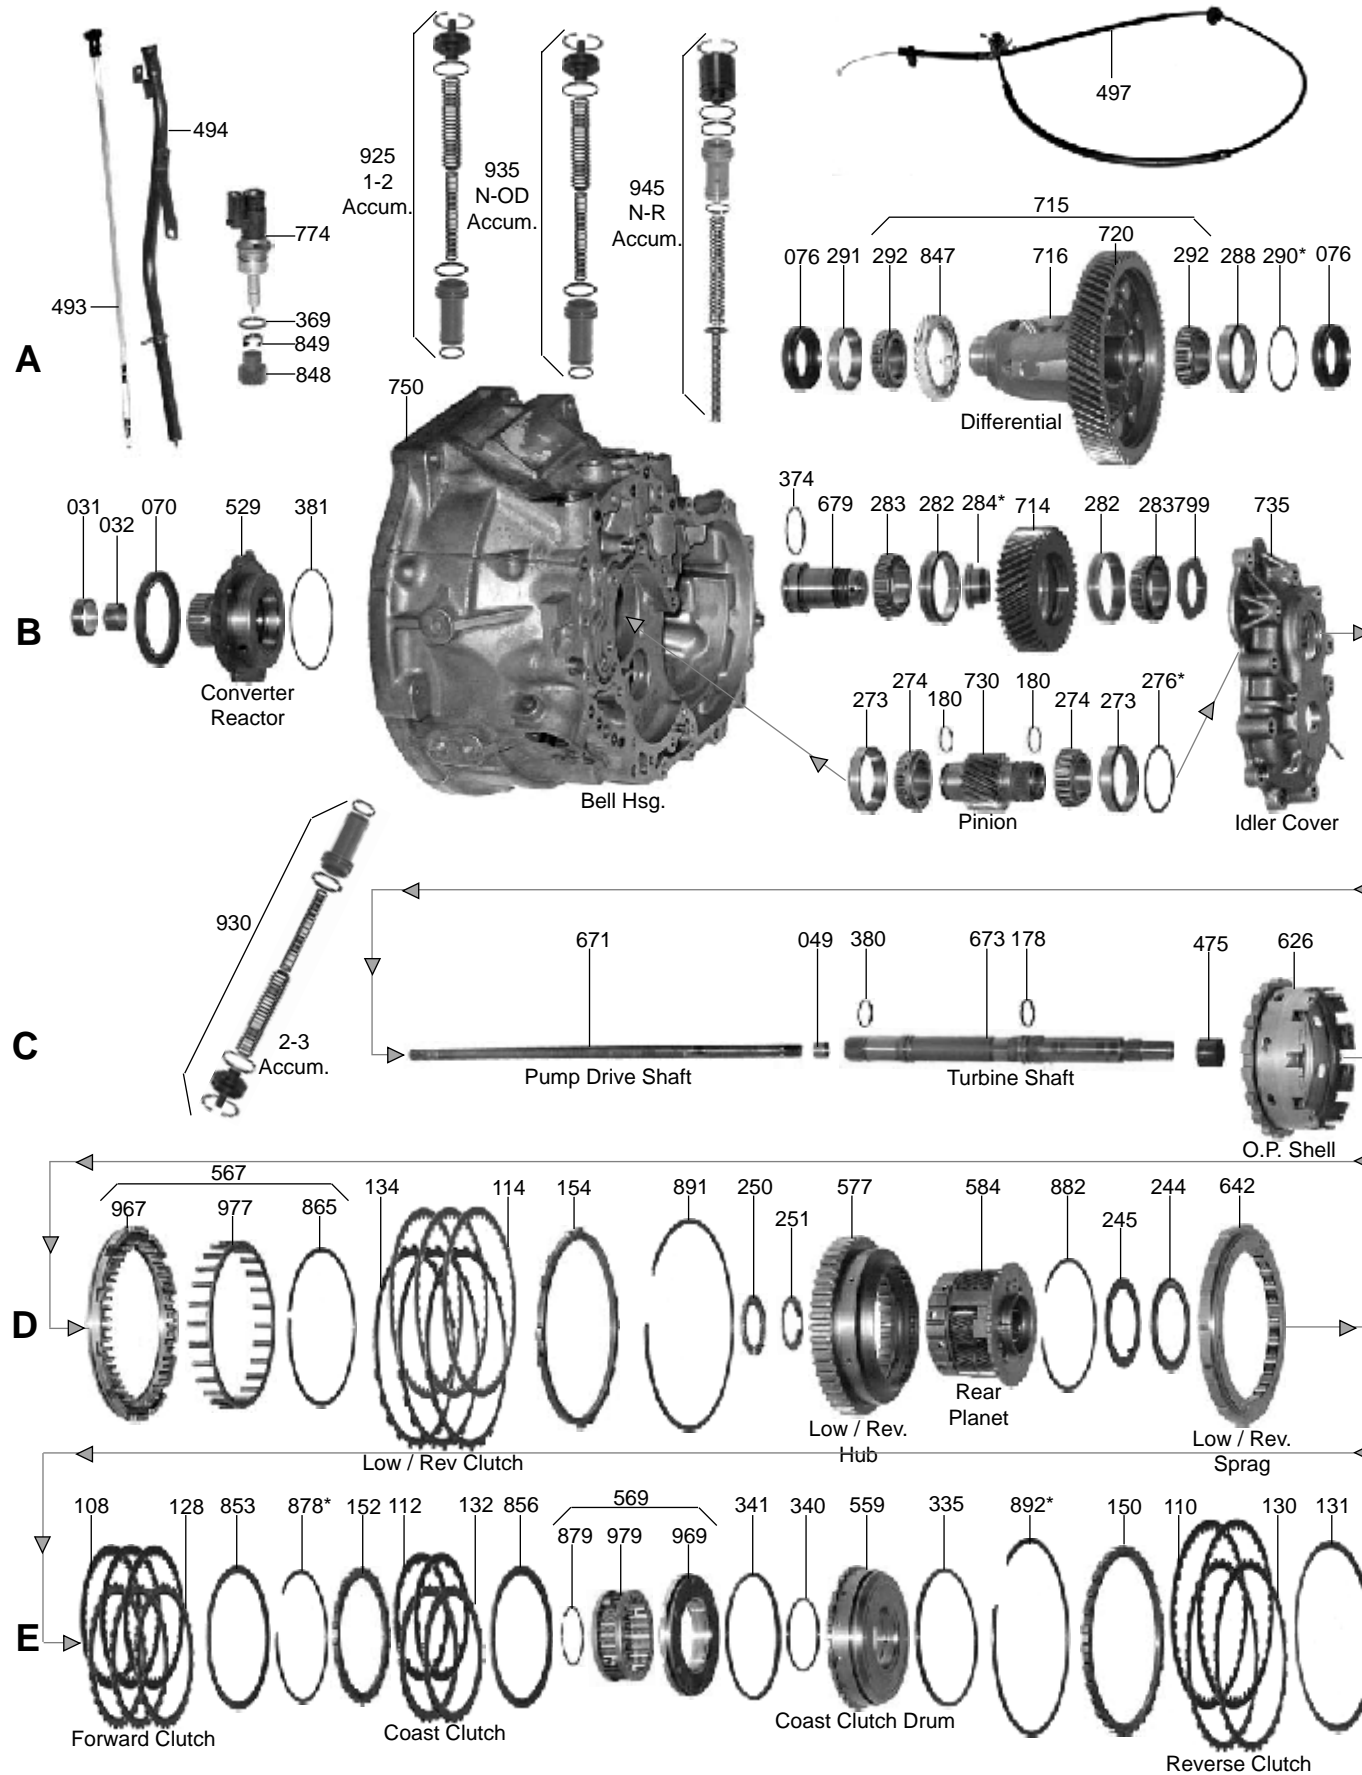 494
493
774
369
849
848
925
1-2
Accum.
935
N-OD
Accum.
945
N-R
Accum.
497
715
720
076 291 292 847 716 292 288 290* 076
Differential
A
750
031 032 070 529 381
Converter
Reactor
B
Bell Hsg.
374
679 283 282 284* 714 282 283 799 735
273 274 180 730 180 274 273 276*
Pinion
Idler Cover
930
2-3
Accum.
C
671 049 380 673 178 475 626
Pump Drive Shaft
Turbine Shaft
O.P. Shell
567
967 977 865 134 114 154 891 250 251 577 584 882 245 244 642
D
Low / Rev Clutch
Low / Rev.
Hub
Rear
Planet
Low / Rev.
Sprag
569
108 128 853 878* 152 112 132 856 879 979 969 341 340 559 335 892* 150 110 130 131
E
Forward Clutch
Coast Clutch
Coast Clutch Drum
Reverse Clutch